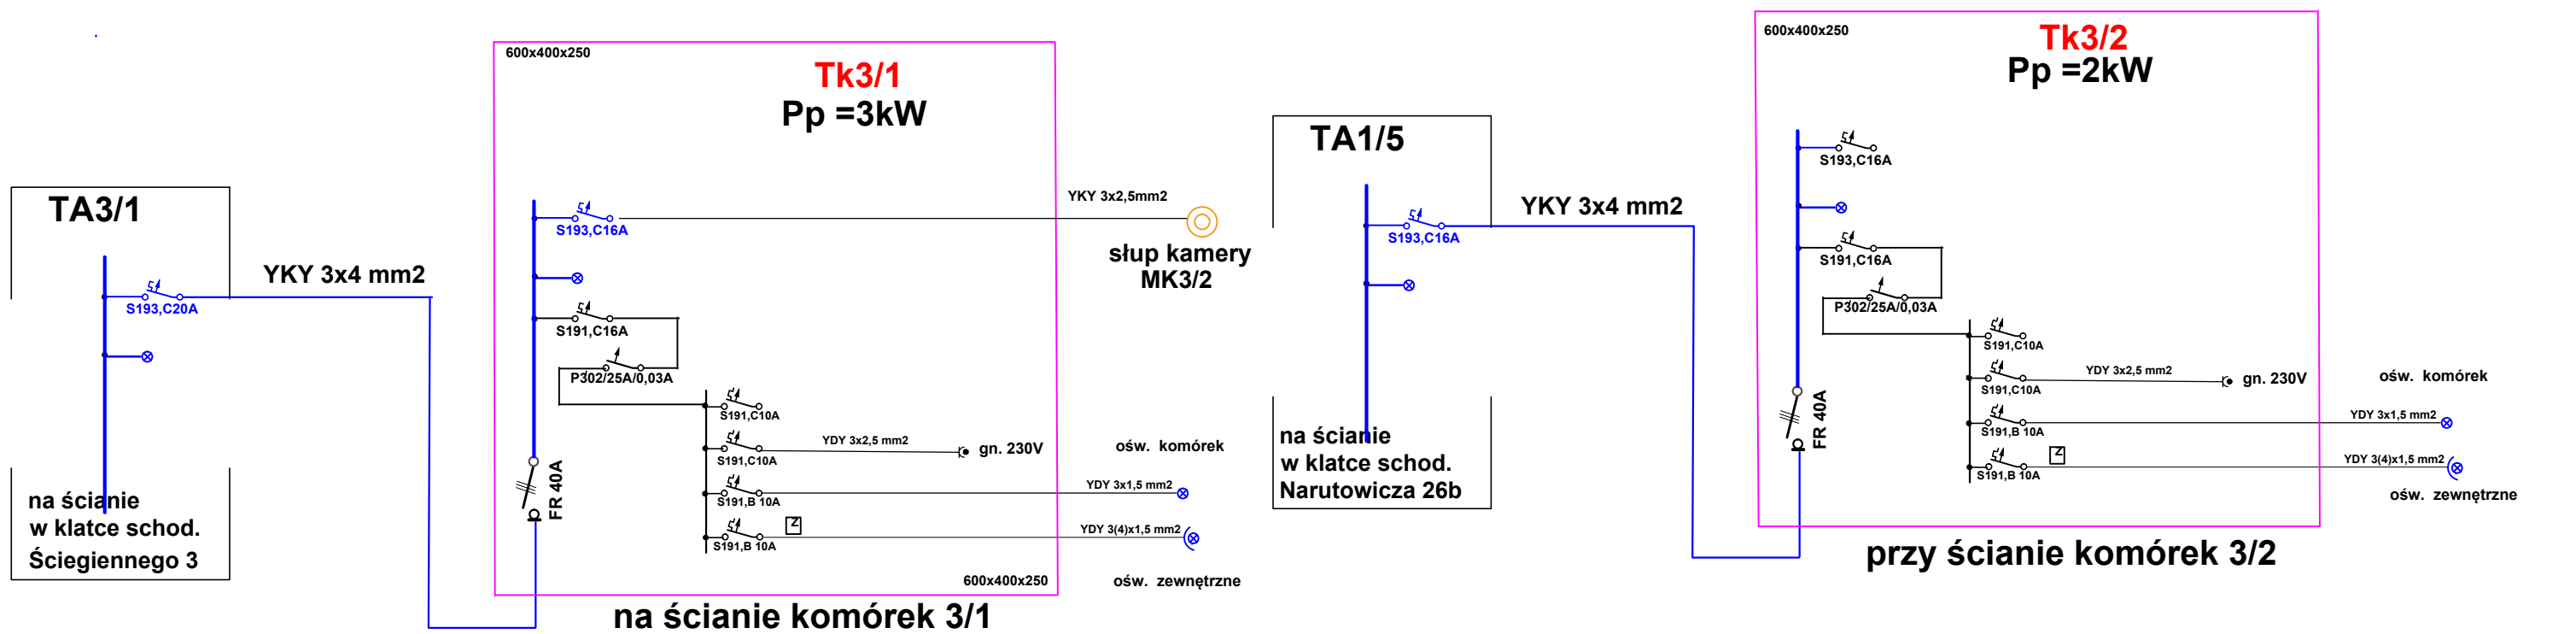 TA3/1
S193,C20A
na ścianie
w klatce schod.
Ściegiennego 3
YKY 3x4 mm2
600x400x250
Tk3/1
Pp =3kW
S193,C16A
YKY 3x2,5mm2
słup kamery
MK3/2
S191,C16A
P302/25A/0,03A
S191,C10A
S191,C10A
YDY 3x2,5 mm2
gn. 230V
ośw. komórek
S191,B 10A
YDY 3x1,5 mm2
S191,B 10A
Z
YDY 3(4)x1,5 mm2
ośw. zewnętrzne
FR 40A
600x400x250
na ścianie komórek 3/1
TA1/5
S193,C16A
na ścianie
w klatce schod.
Narutowicza 26b
YKY 3x4 mm2
600x400x250
Tk3/2
Pp =2kW
S193,C16A
S191,C16A
P302/25A/0,03A
S191,C10A
S191,C10A
YDY 3x2,5 mm2
gn. 230V
ośw. komórek
S191,B 10A
YDY 3x1,5 mm2
S191,B 10A
Z
YDY 3(4)x1,5 mm2
ośw. zewnętrzne
FR 40A
przy ścianie komórek 3/2